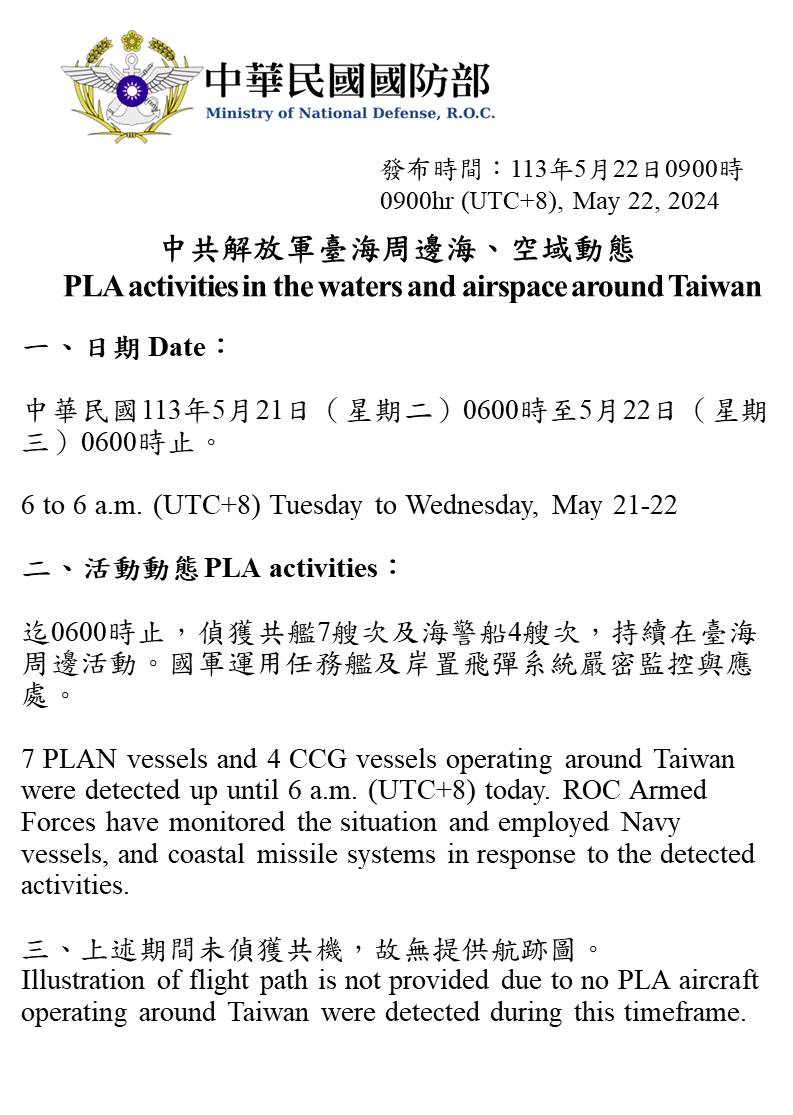 中華民國國防部
Ministry of National Defense, R.O.C.
發布時間：113年5月22日0900時
0900hr (UTC+8), May 22, 2024
中共解放軍臺海周邊海、空域動態
PLA activities in the waters and airspace around Taiwan
一、日期 Date：
中華民國113年5月21日（星期二）0600時至5月22日（星期
三）0600時止。
6 to 6 a.m. (UTC+8) Tuesday to Wednesday, May 21-22
二、活動動態 PLA activities：
迄0600時止，偵獲共艦7艘次及海警船4艘次，持續在臺海
周邊活動。國軍運用任務艦及岸置飛彈系統嚴密監控與應
處。
7 PLAN vessels and 4 CCG vessels operating around Taiwan
were detected up until 6 a.m. (UTC+8) today. ROC Armed
Forces have monitored the situation and employed Navy
vessels, and coastal missile systems in response to the detected
activities.
三、上述期間未偵獲共機，故無提供航跡圖。
Illustration of flight path is not provided due to no PLA aircraft
operating around Taiwan were detected during this timeframe.